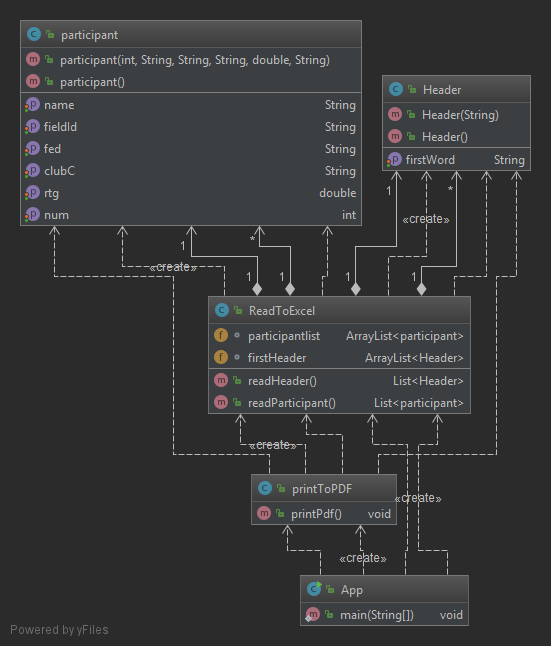 participant
participant(int, String, String, String, double, String)
participant()
name String
fieldId String
fed String
clubC String
rtg double
num int
Header
Header(String)
Header()
firstWord String
1
*
1
*
«create»
«create»
1
1
1
1
ReadToExcel
participantlist ArrayList<participant>
firstHeader ArrayList<Header>
readHeader() List<Header>
readParticipant() List<participant>
«create»
printToPDF
printPdf() void
«create»
«create»
App
main(String[]) void
Powered by yFiles